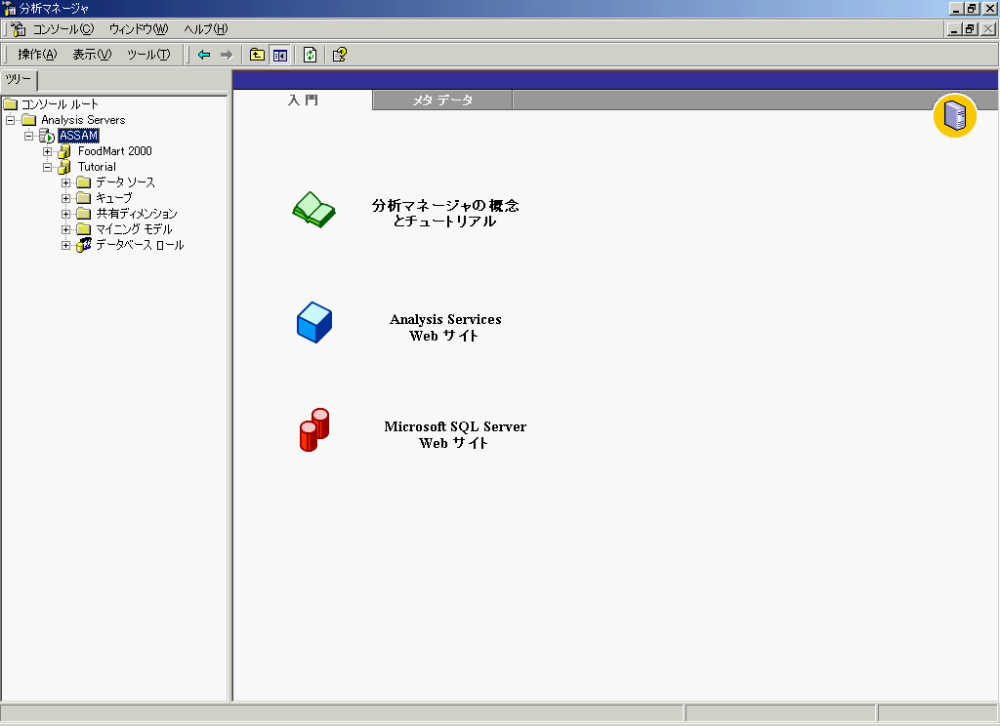 分析マネージャ
コンソール(C) ウィンドウ(W) ヘルプ(H)
操作(A) 表示(V) ツール(T)
ツリー
コンソール ルート
Analysis Servers
ASSAM
FoodMart 2000
Tutorial
データ ソース
キューブ
共有ディメンション
マイニング モデル
データベース ロール
入門 メタ データ
分析マネージャの概念
とチュートリアル
Analysis Services
Web サイト
Microsoft SQL Server
Web サイト